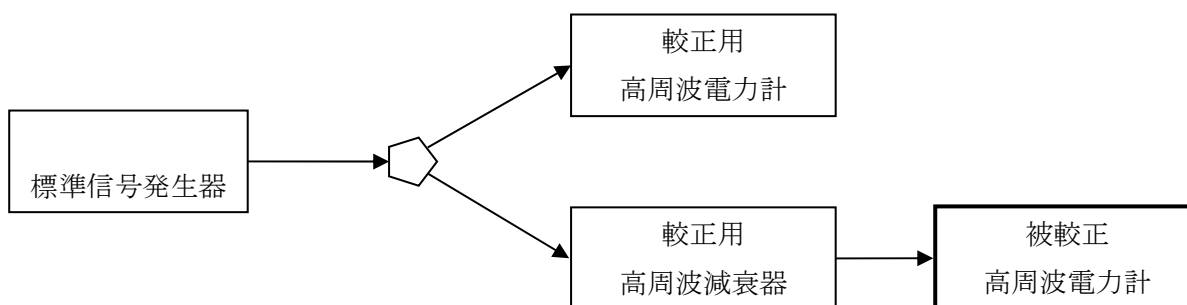 較正用
高周波電力計
標準信号発生器
較正用
高周波減衰器
被較正
高周波電力計